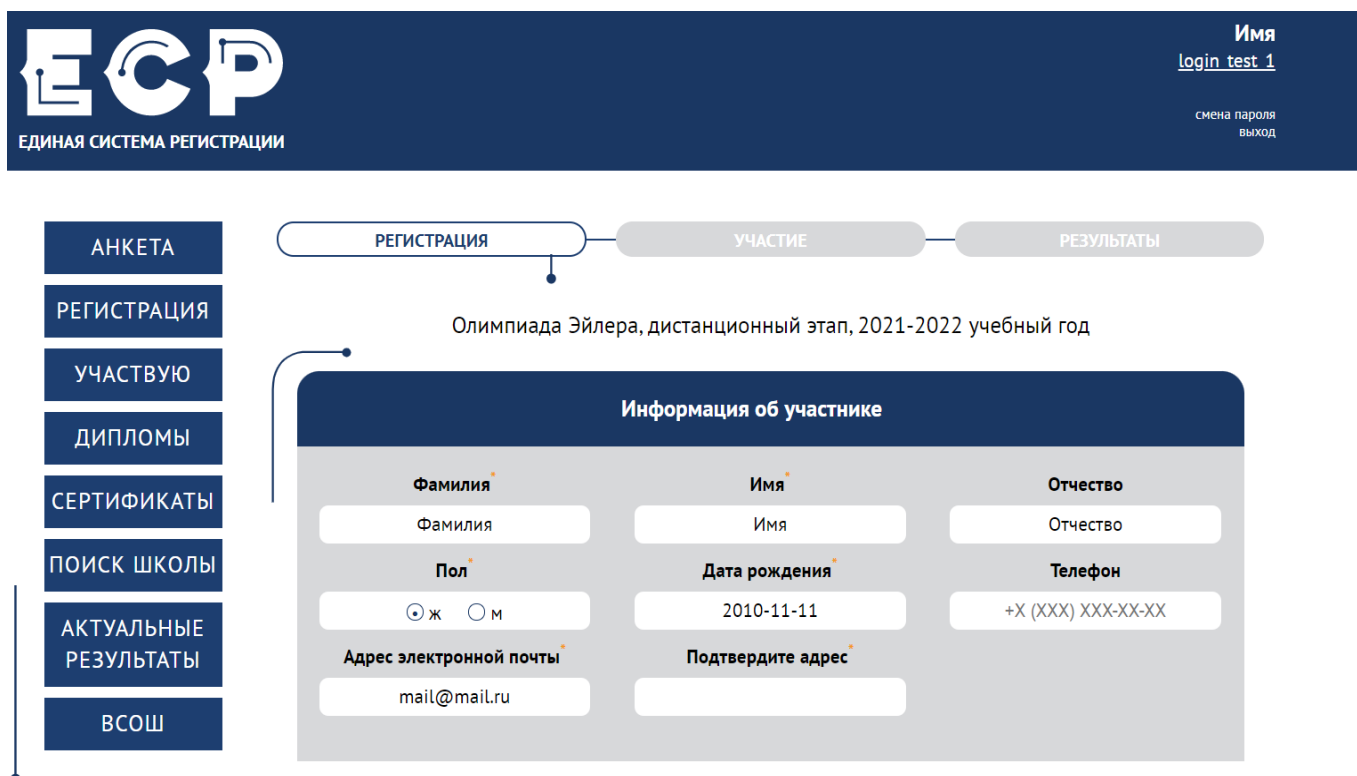 ЕСР
ЕДИНАЯ СИСТЕМА РЕГИСТРАЦИИ
Имя
login_test_1
смена пароля
выход
АНКЕТА
РЕГИСТРАЦИЯ
УЧАСТВУЮ
ДИПЛОМЫ
СЕРТИФИКАТЫ
ПОИСК ШКОЛЫ
АКТУАЛЬНЫЕ
РЕЗУЛЬТАТЫ
ВСОШ
РЕГИСТРАЦИЯ УЧАСТИЕ РЕЗУЛЬТАТЫ
Олимпиада Эйлера, дистанционный этап, 2021-2022 учебный год
Информация об участнике
Фамилия* Имя* Отчество
Фамилия Имя Отчество
Пол* Дата рождения* Телефон
ж м 2010-11-11 +X (XXX) XXX-XX-XX
Адрес электронной почты* Подтвердите адрес*
mail@mail.ru